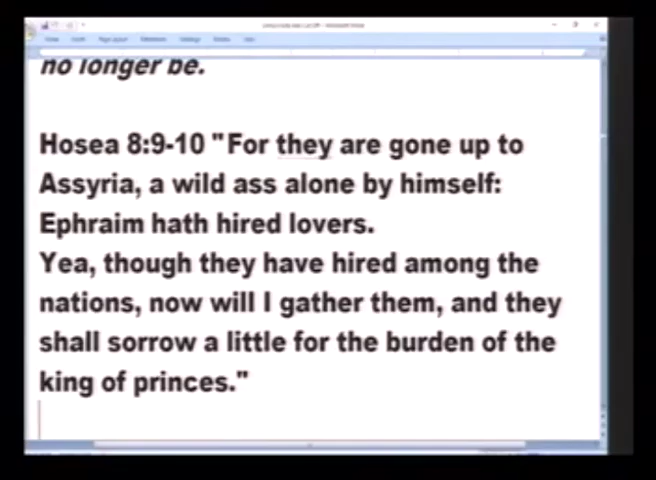 no longer be.
Hosea 8:9-10 "For they are gone up to
Assyria, a wild ass alone by himself:
Ephraim hath hired lovers.
Yea, though they have hired among the
nations, now will I gather them, and they
shall sorrow a little for the burden of the
king of princes."